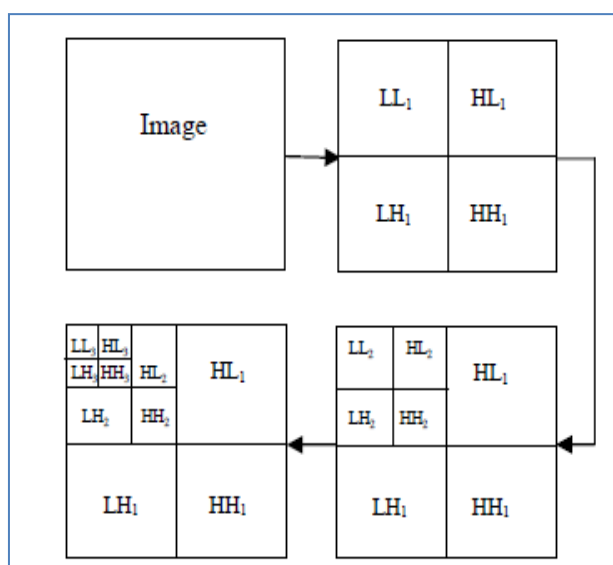 Image
LL₁ HL₁
LH₁ HH₁
LL₃ HL₃
LH₃ HH₃ HL₂ HL₁
LH₂ HH₂
LH₁ HH₁
LL₂ HL₂
HL₁
LH₂ HH₂
LH₁ HH₁